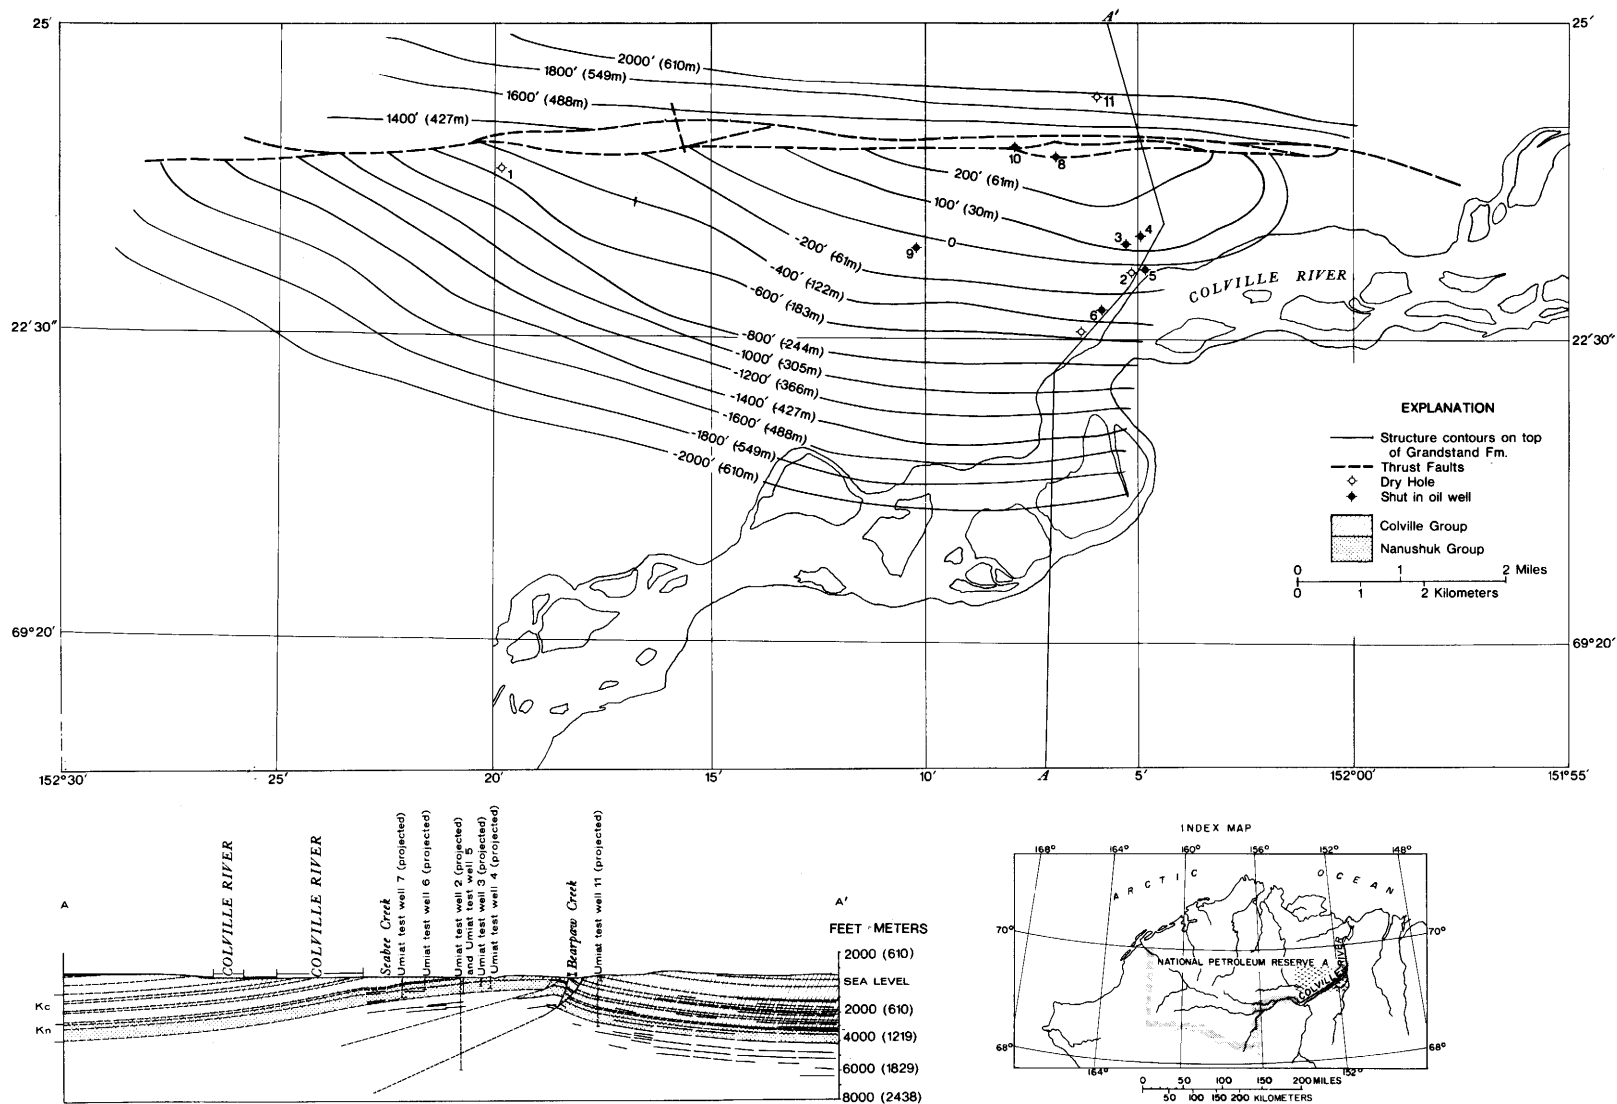 25′
A′
25′
2000′ (610m)
1800′ (549m)
1600′ (488m)
1400′ (427m)
11
10
8
1
200′ (61m)
100′ (30m)
0
3
4
9
2
5
6
-200′ (61m)
-400′ (-122m)
-600′ (-183m)
-800′ (-244m)
-1000′ (-305m)
-1200′ (-366m)
-1400′ (-427m)
-1600′ (-488m)
-1800′ (-549m)
-2000′ (610m)
COLVILLE RIVER
22′30″
22′30″
EXPLANATION
Structure contours on top
of Grandstand Fm.
Thrust Faults
Dry Hole
Shut in oil well
Colville Group
Nanushuk Group
0 1 2 Miles
0 1 2 Kilometers
69°20′
69°20′
152°30′
25′
20′
15′
10′
A
5′
152°00′
151°55′
A
COLVILLE RIVER
COLVILLE RIVER
Seabee Creek
Umiat test well 7 (projected)
Umiat test well 6 (projected)
Umiat test well 2 (projected)
and Umiat test well 5
Umiat test well 3 (projected)
Umiat test well 4 (projected)
Bearpaw Creek
Umiat test well 11 (projected)
A′
FEET METERS
2000 (610)
SEA LEVEL
2000 (610)
4000 (1219)
6000 (1829)
8000 (2438)
Kc
Kn
INDEX MAP
168°
164°
160°
156°
152°
148°
ARCTIC OCEAN
70°
70°
NATIONAL PETROLEUM RESERVE A
COLVILLE RIVER
68°
68°
164°
152°
0 50 100 150 200 MILES
0 50 100 150 200 KILOMETERS